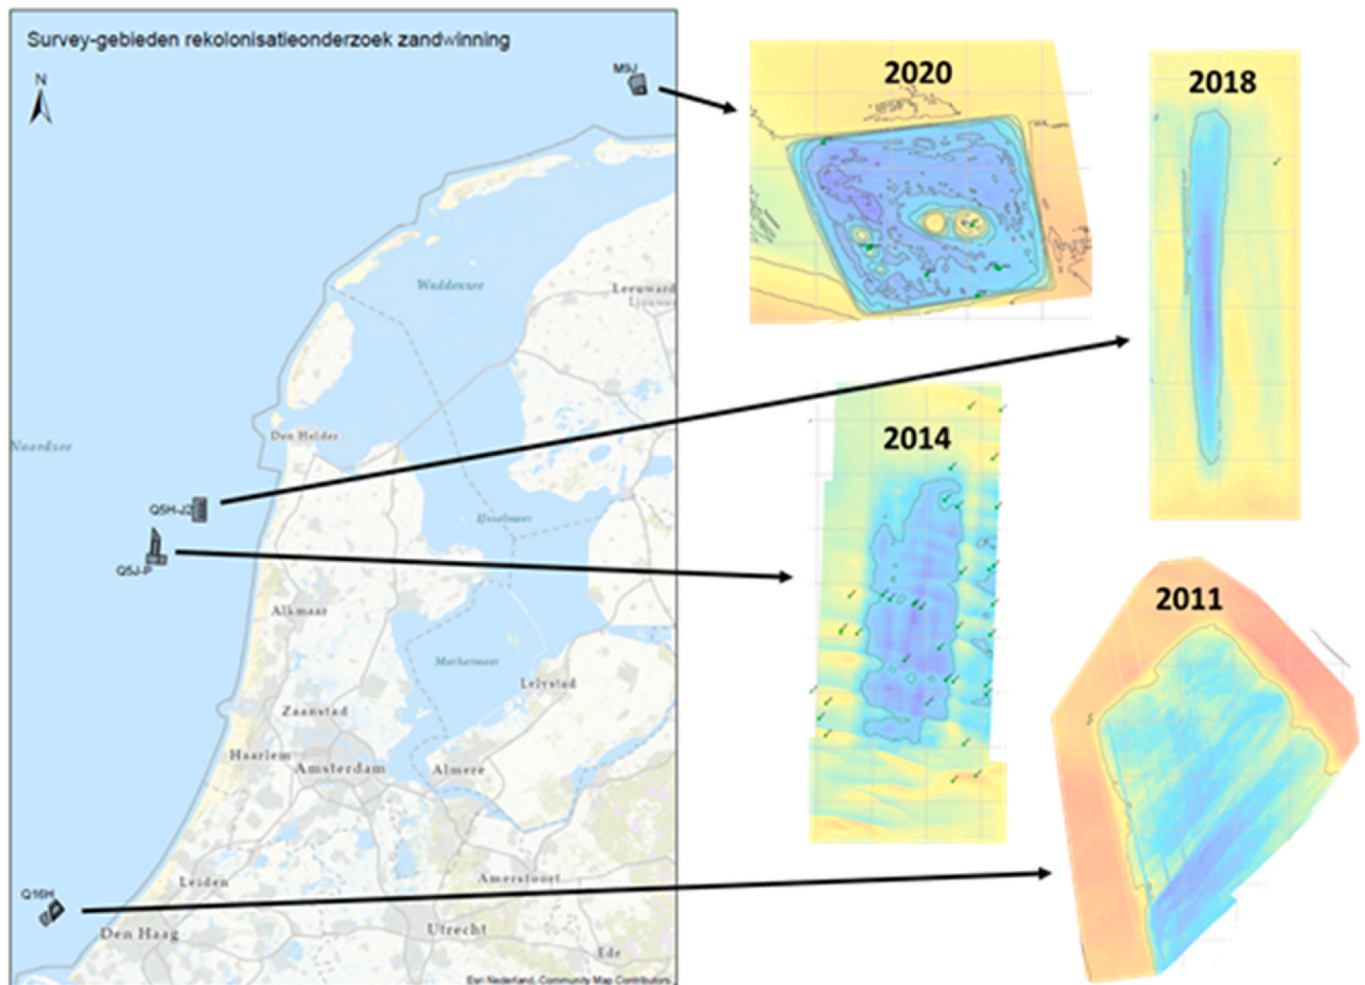 Survey-gebieden rekolonisatieonderzoek zandwinning
N
M9J
2020
2018
Waddenzee
Leeuward
Ljouwer
Den Helder
Noordzee
2014
Q5H-J2
IJsselmeer
Q5J-P
Alkmaar
2011
Markermeer
Lelystad
Zaanstad
Haarlem
Amsterdam
Almere
Leiden
Amersfoort
Q16H
Den Haag
Utrecht
Ede
Esri Nederland, Community Map Contributors